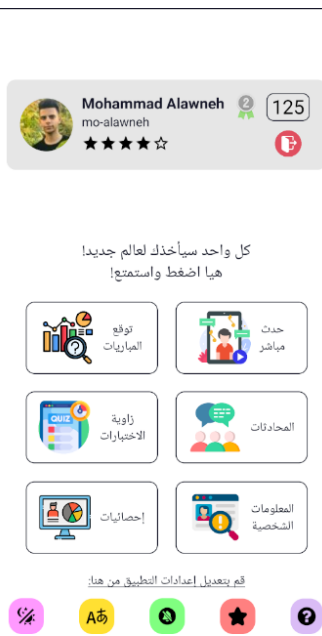 Mohammad Alawneh
2
125
mo-alawneh
كل واحد سيأخذك لعالم جديد!
هيا اضغط واستمتع!
حدث
مباشر
توقع
المباريات
?
المحادثات
زاوية
الاختبارات
QUIZ
المعلومات
الشخصية
إحصائيات
قم بتعديل إعدادات التطبيق من هنا:
Aあ
?